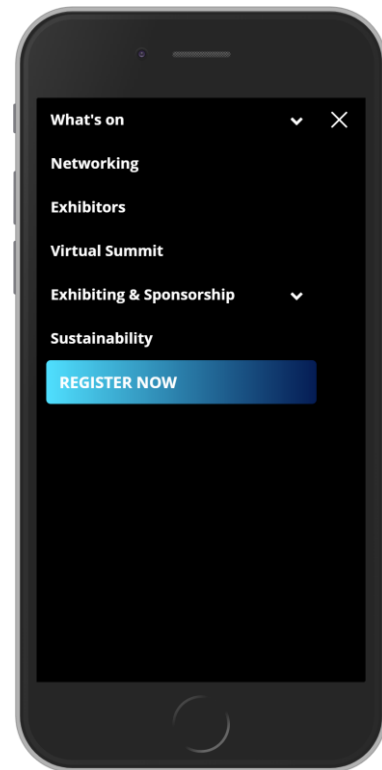 What's on
Networking
Exhibitors
Virtual Summit
Exhibiting & Sponsorship
Sustainability
REGISTER NOW